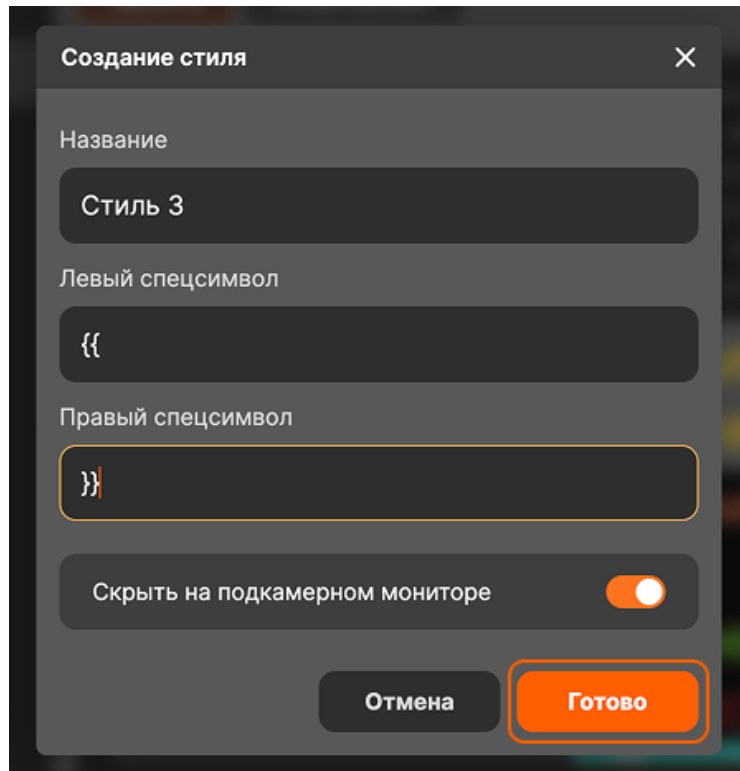 Создание стиля
Название
Стиль 3
Левый спецсимвол
{{
Правый спецсимвол
}}
Скрыть на подкамерном мониторе
Отмена Готово